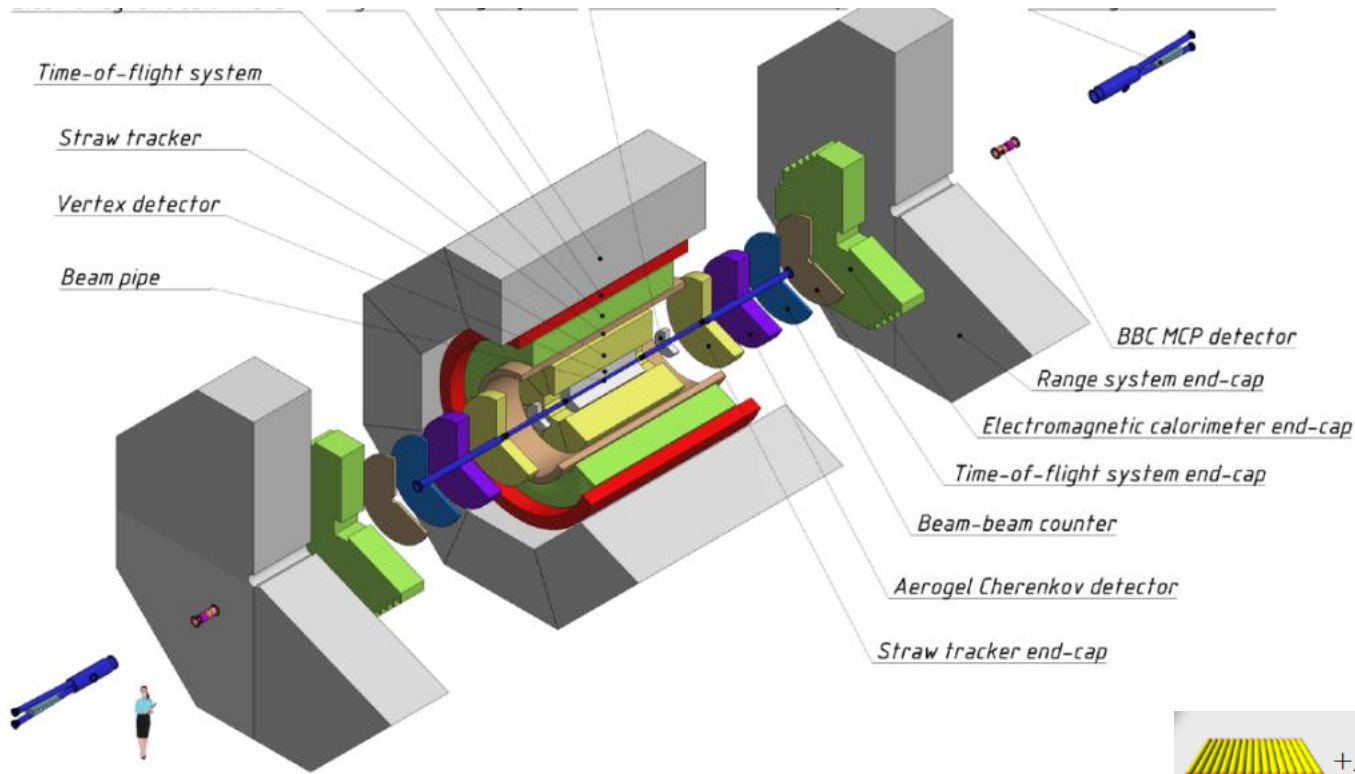 Time-of-flight system
Straw tracker
Vertex detector
Beam pipe
BBC MCP detector
Range system end-cap
Electromagnetic calorimeter end-cap
Time-of-flight system end-cap
Beam-beam counter
Aerogel Cherenkov detector
Straw tracker end-cap